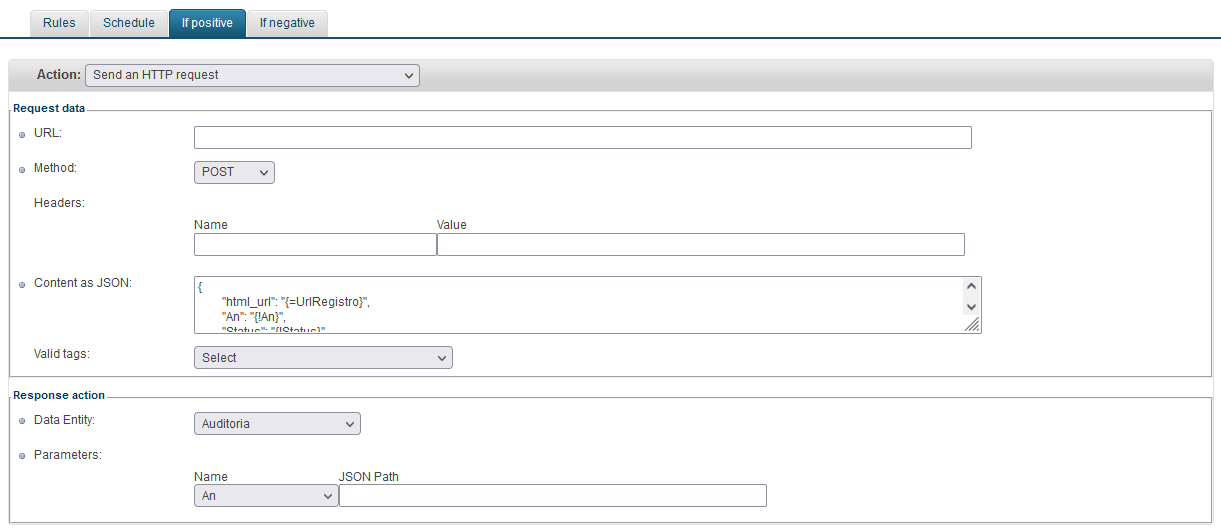 Rules Schedule If positive If negative
Action: Send an HTTP request
Request data
URL:
Method: POST
Headers:
Name Value
Content as JSON: {
"html_url": "{=UrlRegistro}",
"An": "{!An}",
"Status": "{!Status}"
Valid tags: Select
Response action
Data Entity: Auditoria
Parameters:
Name JSON Path
An